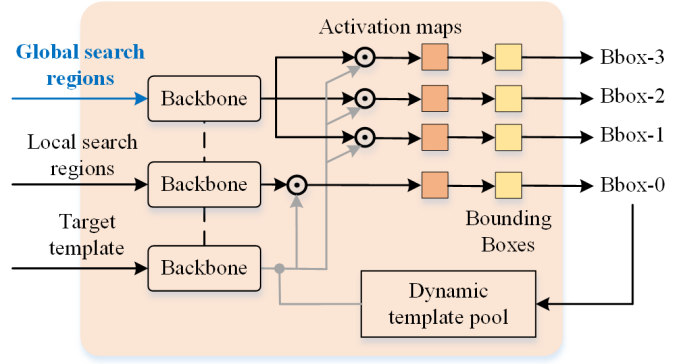 Activation maps
Global search
regions
Backbone
Bbox-3
Bbox-2
Bbox-1
Local search
regions
Backbone
Bbox-0
Target
template
Backbone
Bounding
Boxes
Dynamic
template pool